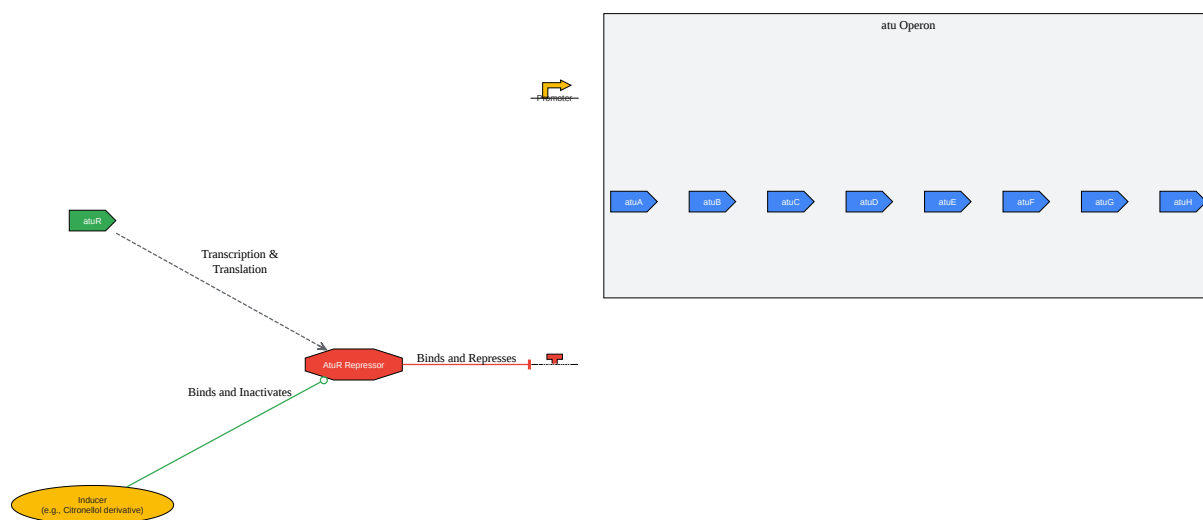 atu Operon
Promoter
atuA
atuB
atuC
atuD
atuE
atuF
atuG
atuH
atuR
Transcription &
Translation
AtuR Repressor
Binds and Represses
Binds and Inactivates
Inducer
(e.g., Citronellol derivative)